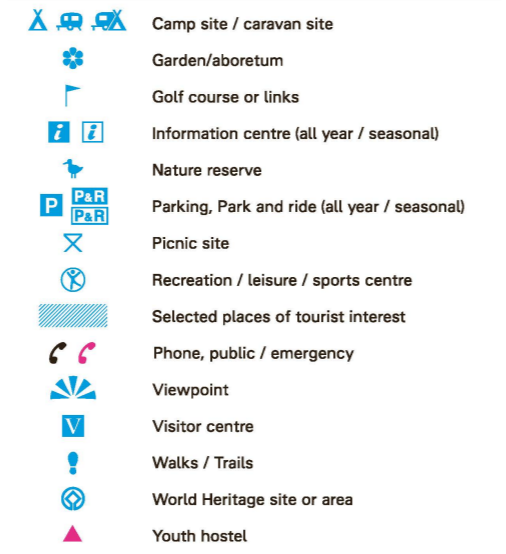 Camp site / caravan site
Garden/aboretum
Golf course or links
i i Information centre (all year / seasonal)
Nature reserve
P P&R P&R Parking, Park and ride (all year / seasonal)
Picnic site
Recreation / leisure / sports centre
Selected places of tourist interest
Phone, public / emergency
Viewpoint
V Visitor centre
Walks / Trails
World Heritage site or area
Youth hostel